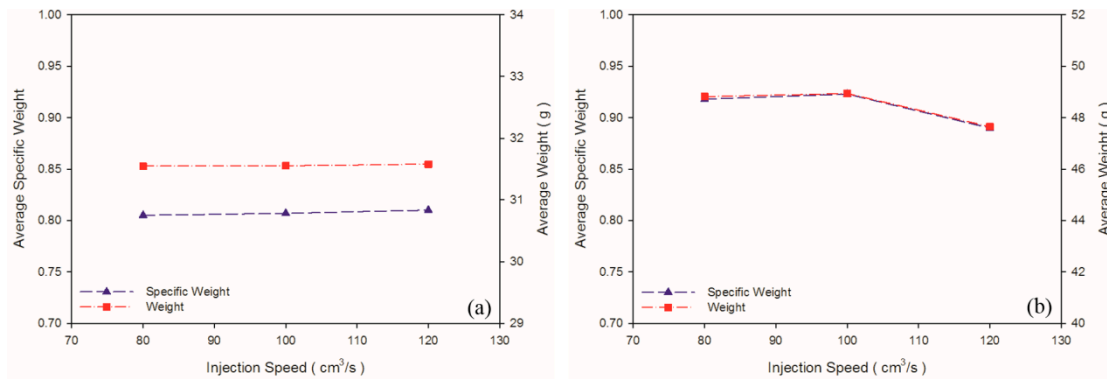 1.00
0.95
0.90
0.85
0.80
0.75
0.70
Average Specific Weight
34
33
32
31
30
29
Average Weight ( g )
70 80 90 100 110 120 130
Injection Speed ( cm³/s )
Specific Weight
Weight
(a)
1.00
0.95
0.90
0.85
0.80
0.75
0.70
Average Specific Weight
52
50
48
46
44
42
40
Average Weight ( g )
70 80 90 100 110 120 130
Injection Speed ( cm³/s )
Specific Weight
Weight
(b)